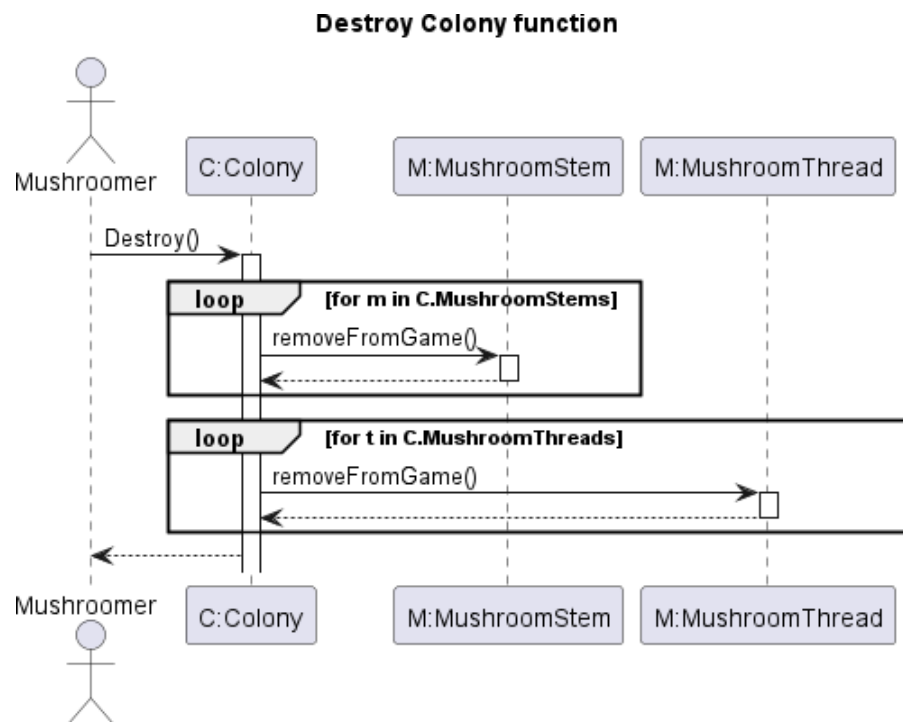 Destroy Colony function
Mushroomer
C:Colony
M:MushroomStem
M:MushroomThread
Destroy()
loop [for m in C.MushroomStems]
removeFromGame()
loop [for t in C.MushroomThreads]
removeFromGame()
Mushroomer
C:Colony
M:MushroomStem
M:MushroomThread